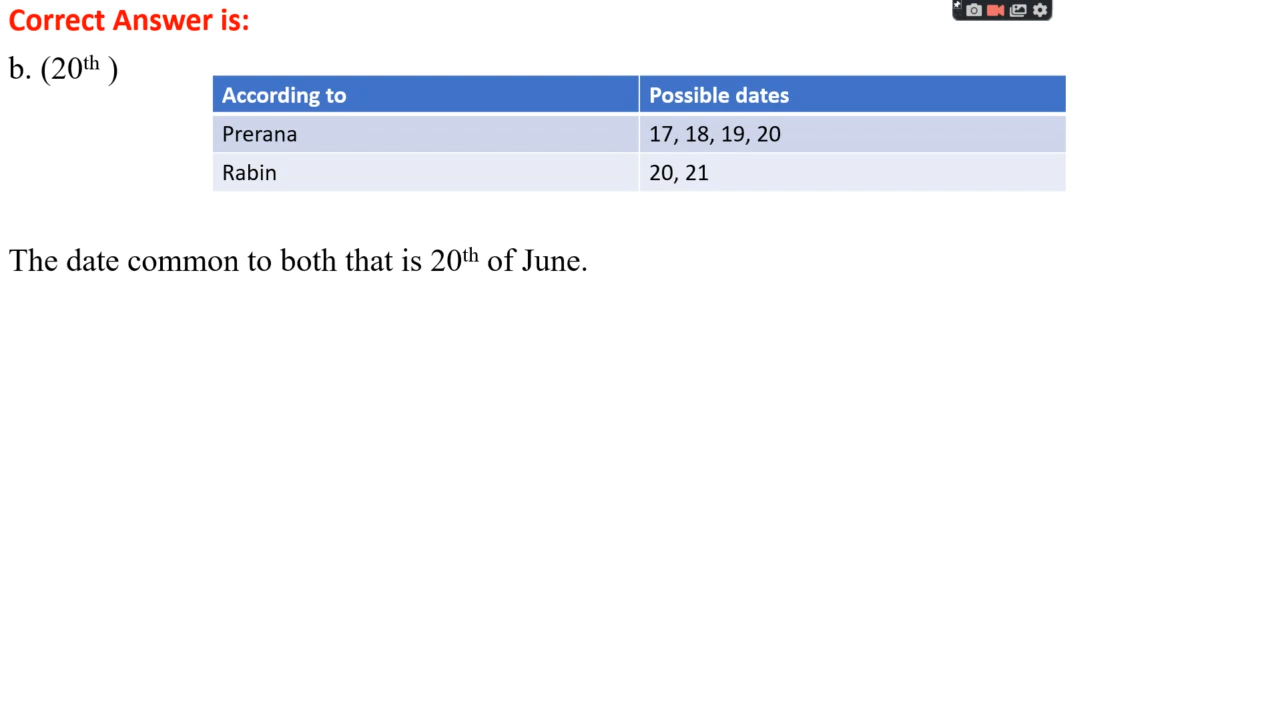 Correct Answer is:
b. (20th )
According to Possible dates
Prerana 17, 18, 19, 20
Rabin 20, 21
The date common to both that is 20th of June.